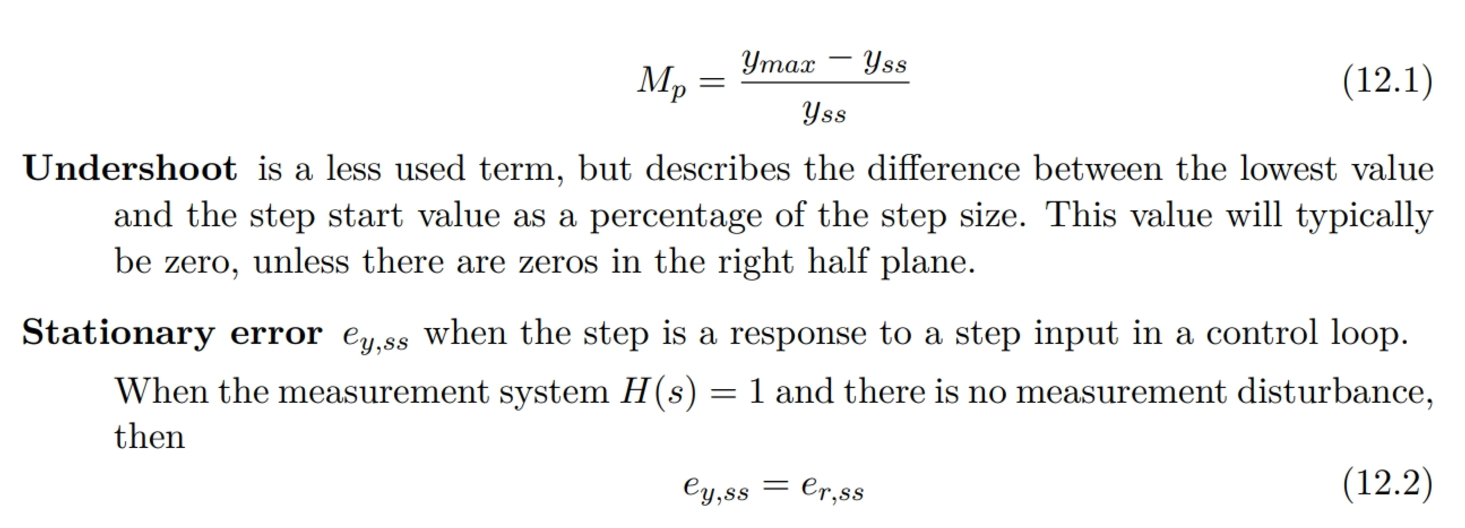 M_p = \frac{y_{max} - y_{ss}}{y_{ss}} (12.1)
Undershoot is a less used term, but describes the difference between the lowest value
and the step start value as a percentage of the step size. This value will typically
be zero, unless there are zeros in the right half plane.
Stationary error e_{y,ss} when the step is a response to a step input in a control loop.
When the measurement system H(s) = 1 and there is no measurement disturbance,
then
e_{y,ss} = e_{r,ss} (12.2)